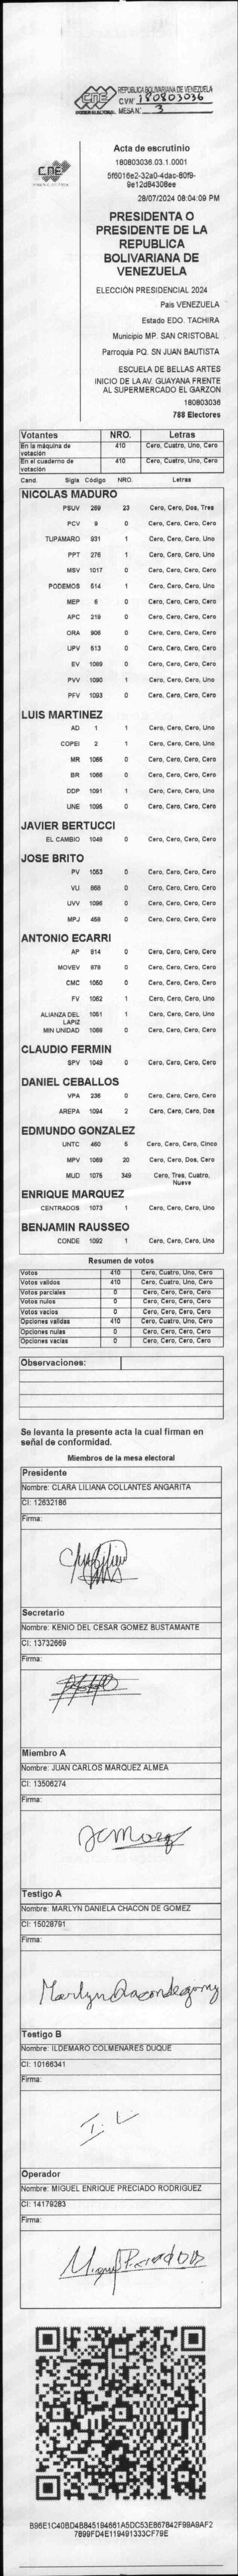 CNE
PODER ELECTORAL
REPUBLICA BOLIVARIANA DE VENEZUELA
CVN: 180803036
MESA N°: 3
CNE
Acta de escrutinio
180803036.03.1.0001
5f6016e2-32a0-4dac-80f9-
9e12d84308ee
28/07/2024 08:04:09 PM
PRESIDENTA O
PRESIDENTE DE LA
REPUBLICA
BOLIVARIANA DE
VENEZUELA
ELECCIÓN PRESIDENCIAL 2024
País VENEZUELA
Estado EDO. TACHIRA
Municipio MP. SAN CRISTOBAL
Parroquia PQ. SN JUAN BAUTISTA
ESCUELA DE BELLAS ARTES
INICIO DE LA AV. GUAYANA FRENTE
AL SUPERMERCADO EL GARZON
180803036
788 Electores
Votantes NRO. Letras
En la máquina de votación 410 Cero, Cuatro, Uno, Cero
En el cuaderno de votación 410 Cero, Cuatro, Uno, Cero
Cand. Sigla Código NRO. Letras
NICOLAS MADURO
PSUV 269 23 Cero, Cero, Dos, Tres
PCV 9 0 Cero, Cero, Cero, Cero
TUPAMARO 931 1 Cero, Cero, Cero, Uno
PPT 276 1 Cero, Cero, Cero, Uno
MSV 1017 0 Cero, Cero, Cero, Cero
PODEMOS 514 1 Cero, Cero, Cero, Uno
MEP 6 0 Cero, Cero, Cero, Cero
APC 219 0 Cero, Cero, Cero, Cero
ORA 906 0 Cero, Cero, Cero, Cero
UPV 513 0 Cero, Cero, Cero, Cero
EV 1089 0 Cero, Cero, Cero, Cero
PVV 1090 1 Cero, Cero, Cero, Uno
PFV 1093 0 Cero, Cero, Cero, Cero
LUIS MARTINEZ
AD 1 1 Cero, Cero, Cero, Uno
COPEI 2 1 Cero, Cero, Cero, Uno
MR 1065 0 Cero, Cero, Cero, Cero
BR 1066 0 Cero, Cero, Cero, Cero
DDP 1091 1 Cero, Cero, Cero, Uno
UNE 1095 0 Cero, Cero, Cero, Cero
JAVIER BERTUCCI
EL CAMBIO 1048 0 Cero, Cero, Cero, Cero
JOSE BRITO
PV 1053 0 Cero, Cero, Cero, Cero
VU 868 0 Cero, Cero, Cero, Cero
UVV 1096 0 Cero, Cero, Cero, Cero
MPJ 458 0 Cero, Cero, Cero, Cero
ANTONIO ECARRI
AP 814 0 Cero, Cero, Cero, Cero
MOVEV 878 0 Cero, Cero, Cero, Cero
CMC 1050 0 Cero, Cero, Cero, Cero
FV 1062 1 Cero, Cero, Cero, Uno
ALIANZA DEL LAPIZ 1051 1 Cero, Cero, Cero, Uno
MIN UNIDAD 1069 0 Cero, Cero, Cero, Cero
CLAUDIO FERMIN
SPV 1049 0 Cero, Cero, Cero, Cero
DANIEL CEBALLOS
VPA 236 0 Cero, Cero, Cero, Cero
AREPA 1094 2 Cero, Cero, Cero, Dos
EDMUNDO GONZALEZ
UNTC 460 5 Cero, Cero, Cero, Cinco
MPV 1069 20 Cero, Cero, Dos, Cero
MUD 1075 349 Cero, Tres, Cuatro, Nueve
ENRIQUE MARQUEZ
CENTRADOS 1073 1 Cero, Cero, Cero, Uno
BENJAMIN RAUSSEO
CONDE 1092 1 Cero, Cero, Cero, Uno
Resumen de votos
Votos 410 Cero, Cuatro, Uno, Cero
Votos validos 410 Cero, Cuatro, Uno, Cero
Votos parciales 0 Cero, Cero, Cero, Cero
Votos nulos 0 Cero, Cero, Cero, Cero
Votos vacios 0 Cero, Cero, Cero, Cero
Opciones validas 410 Cero, Cuatro, Uno, Cero
Opciones nulas 0 Cero, Cero, Cero, Cero
Opciones vacias 0 Cero, Cero, Cero, Cero
Observaciones:
Se levanta la presente acta la cual firman en
señal de conformidad.
Miembros de la mesa electoral
Presidente
Nombre: CLARA LILIANA COLLANTES ANGARITA
CI: 12632186
Firma:
Secretario
Nombre: KENIO DEL CESAR GOMEZ BUSTAMANTE
CI: 13732669
Firma:
Miembro A
Nombre: JUAN CARLOS MARQUEZ ALMEA
CI: 13506274
Firma:
Testigo A
Nombre: MARLYN DANIELA CHACON DE GOMEZ
CI: 15028791
Firma:
Testigo B
Nombre: ILDEMARO COLMENARES DUQUE
CI: 10166341
Firma:
Operador
Nombre: MIGUEL ENRIQUE PRECIADO RODRIGUEZ
CI: 14179283
Firma:
B96E1C40BD4B845194661A5DC53E867842F99A9AF2
7899FD4E119491333CF79E